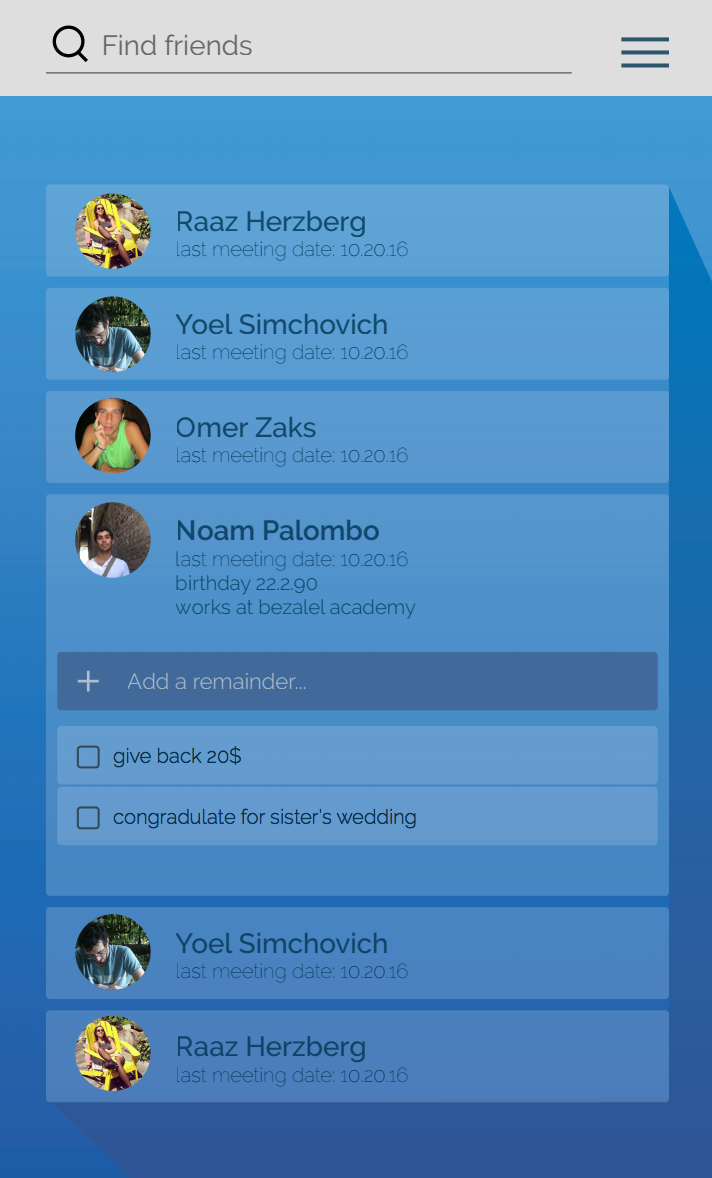 Find friends
Raaz Herzberg
last meeting date: 10.20.16
Yoel Simchovich
last meeting date: 10.20.16
Omer Zaks
last meeting date: 10.20.16
Noam Palombo
last meeting date: 10.20.16
birthday 22.2.90
works at bezalel academy
Add a remainder...
give back 20$
congradulate for sister's wedding
Yoel Simchovich
last meeting date: 10.20.16
Raaz Herzberg
last meeting date: 10.20.16